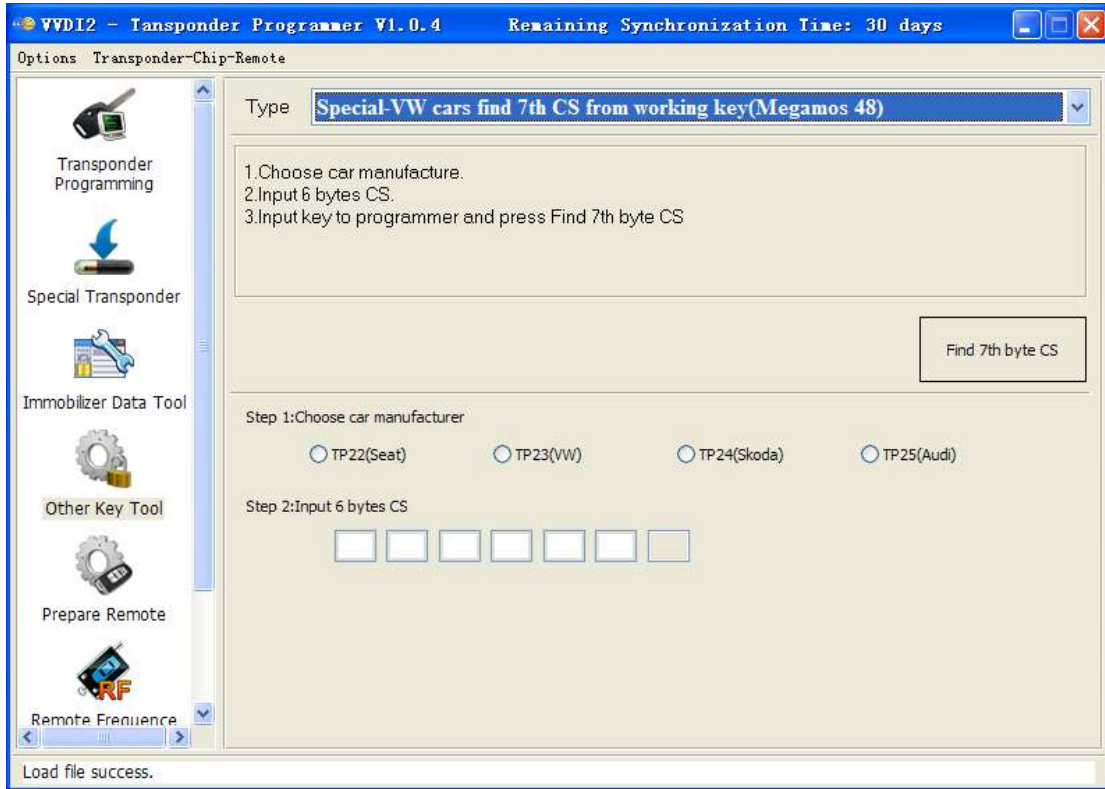 VVDI2 - Tansponder Programmer V1.0.4 Remaining Synchronization Time: 30 days
Options Transponder-Chip-Remote
Transponder
Programming
Special Transponder
Immobilizer Data Tool
Other Key Tool
Prepare Remote
RF
Remote Frequence
Type Special-VW cars find 7th CS from working key(Megamos 48)
1.Choose car manufacture.
2.Input 6 bytes CS.
3.Input key to programmer and press Find 7th byte CS
Find 7th byte CS
Step 1:Choose car manufacturer
TP22(Seat) TP23(VW) TP24(Skoda) TP25(Audi)
Step 2:Input 6 bytes CS
Load file success.